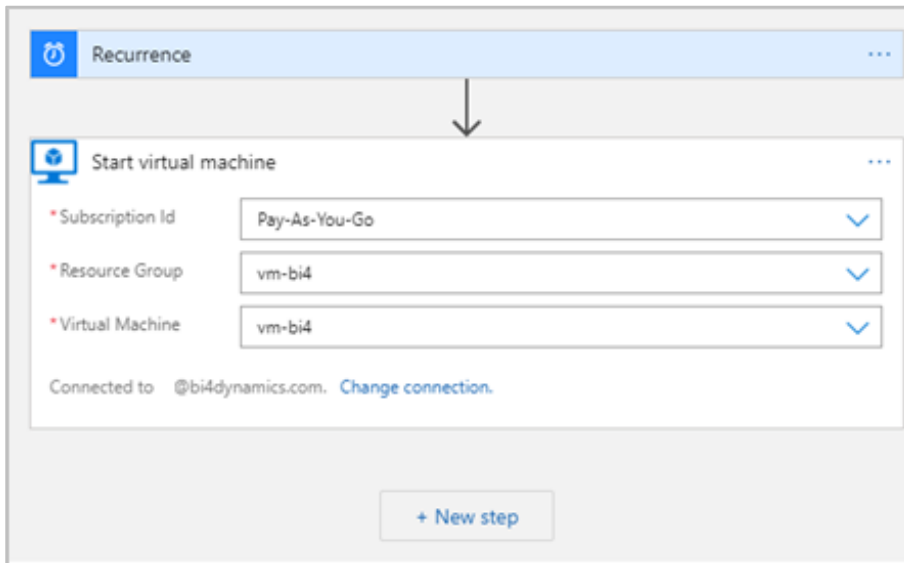 Recurrence
...
Start virtual machine
...
*Subscription Id Pay-As-You-Go
*Resource Group vm-bi4
*Virtual Machine vm-bi4
Connected to @bi4dynamics.com. Change connection.
+ New step